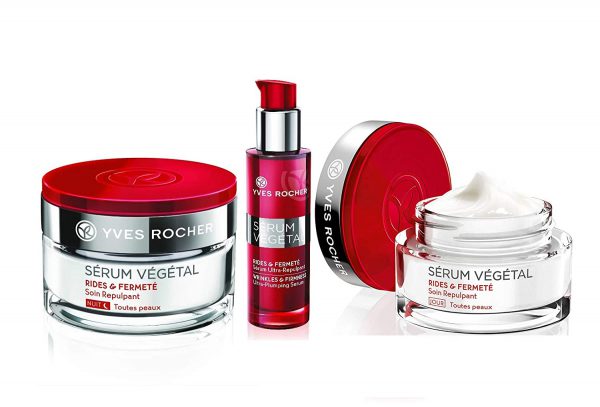 YVES ROCHER
SÉRUM VÉGÉTAL
RIDES & FERMETÉ
Soin Repulpant
NUIT Toutes peaux
YVES ROCHER
SÉRUM
VÉGÉTAL
RIDES & FERMETÉ
Sérum Ultra-Repulpant
WRINKLES & FIRMNESS
Ultra-Plumping Serum
YVES ROCHER
SÉRUM VÉGÉTAL
RIDES & FERMETÉ
Soin Repulpant
JOUR Toutes peaux